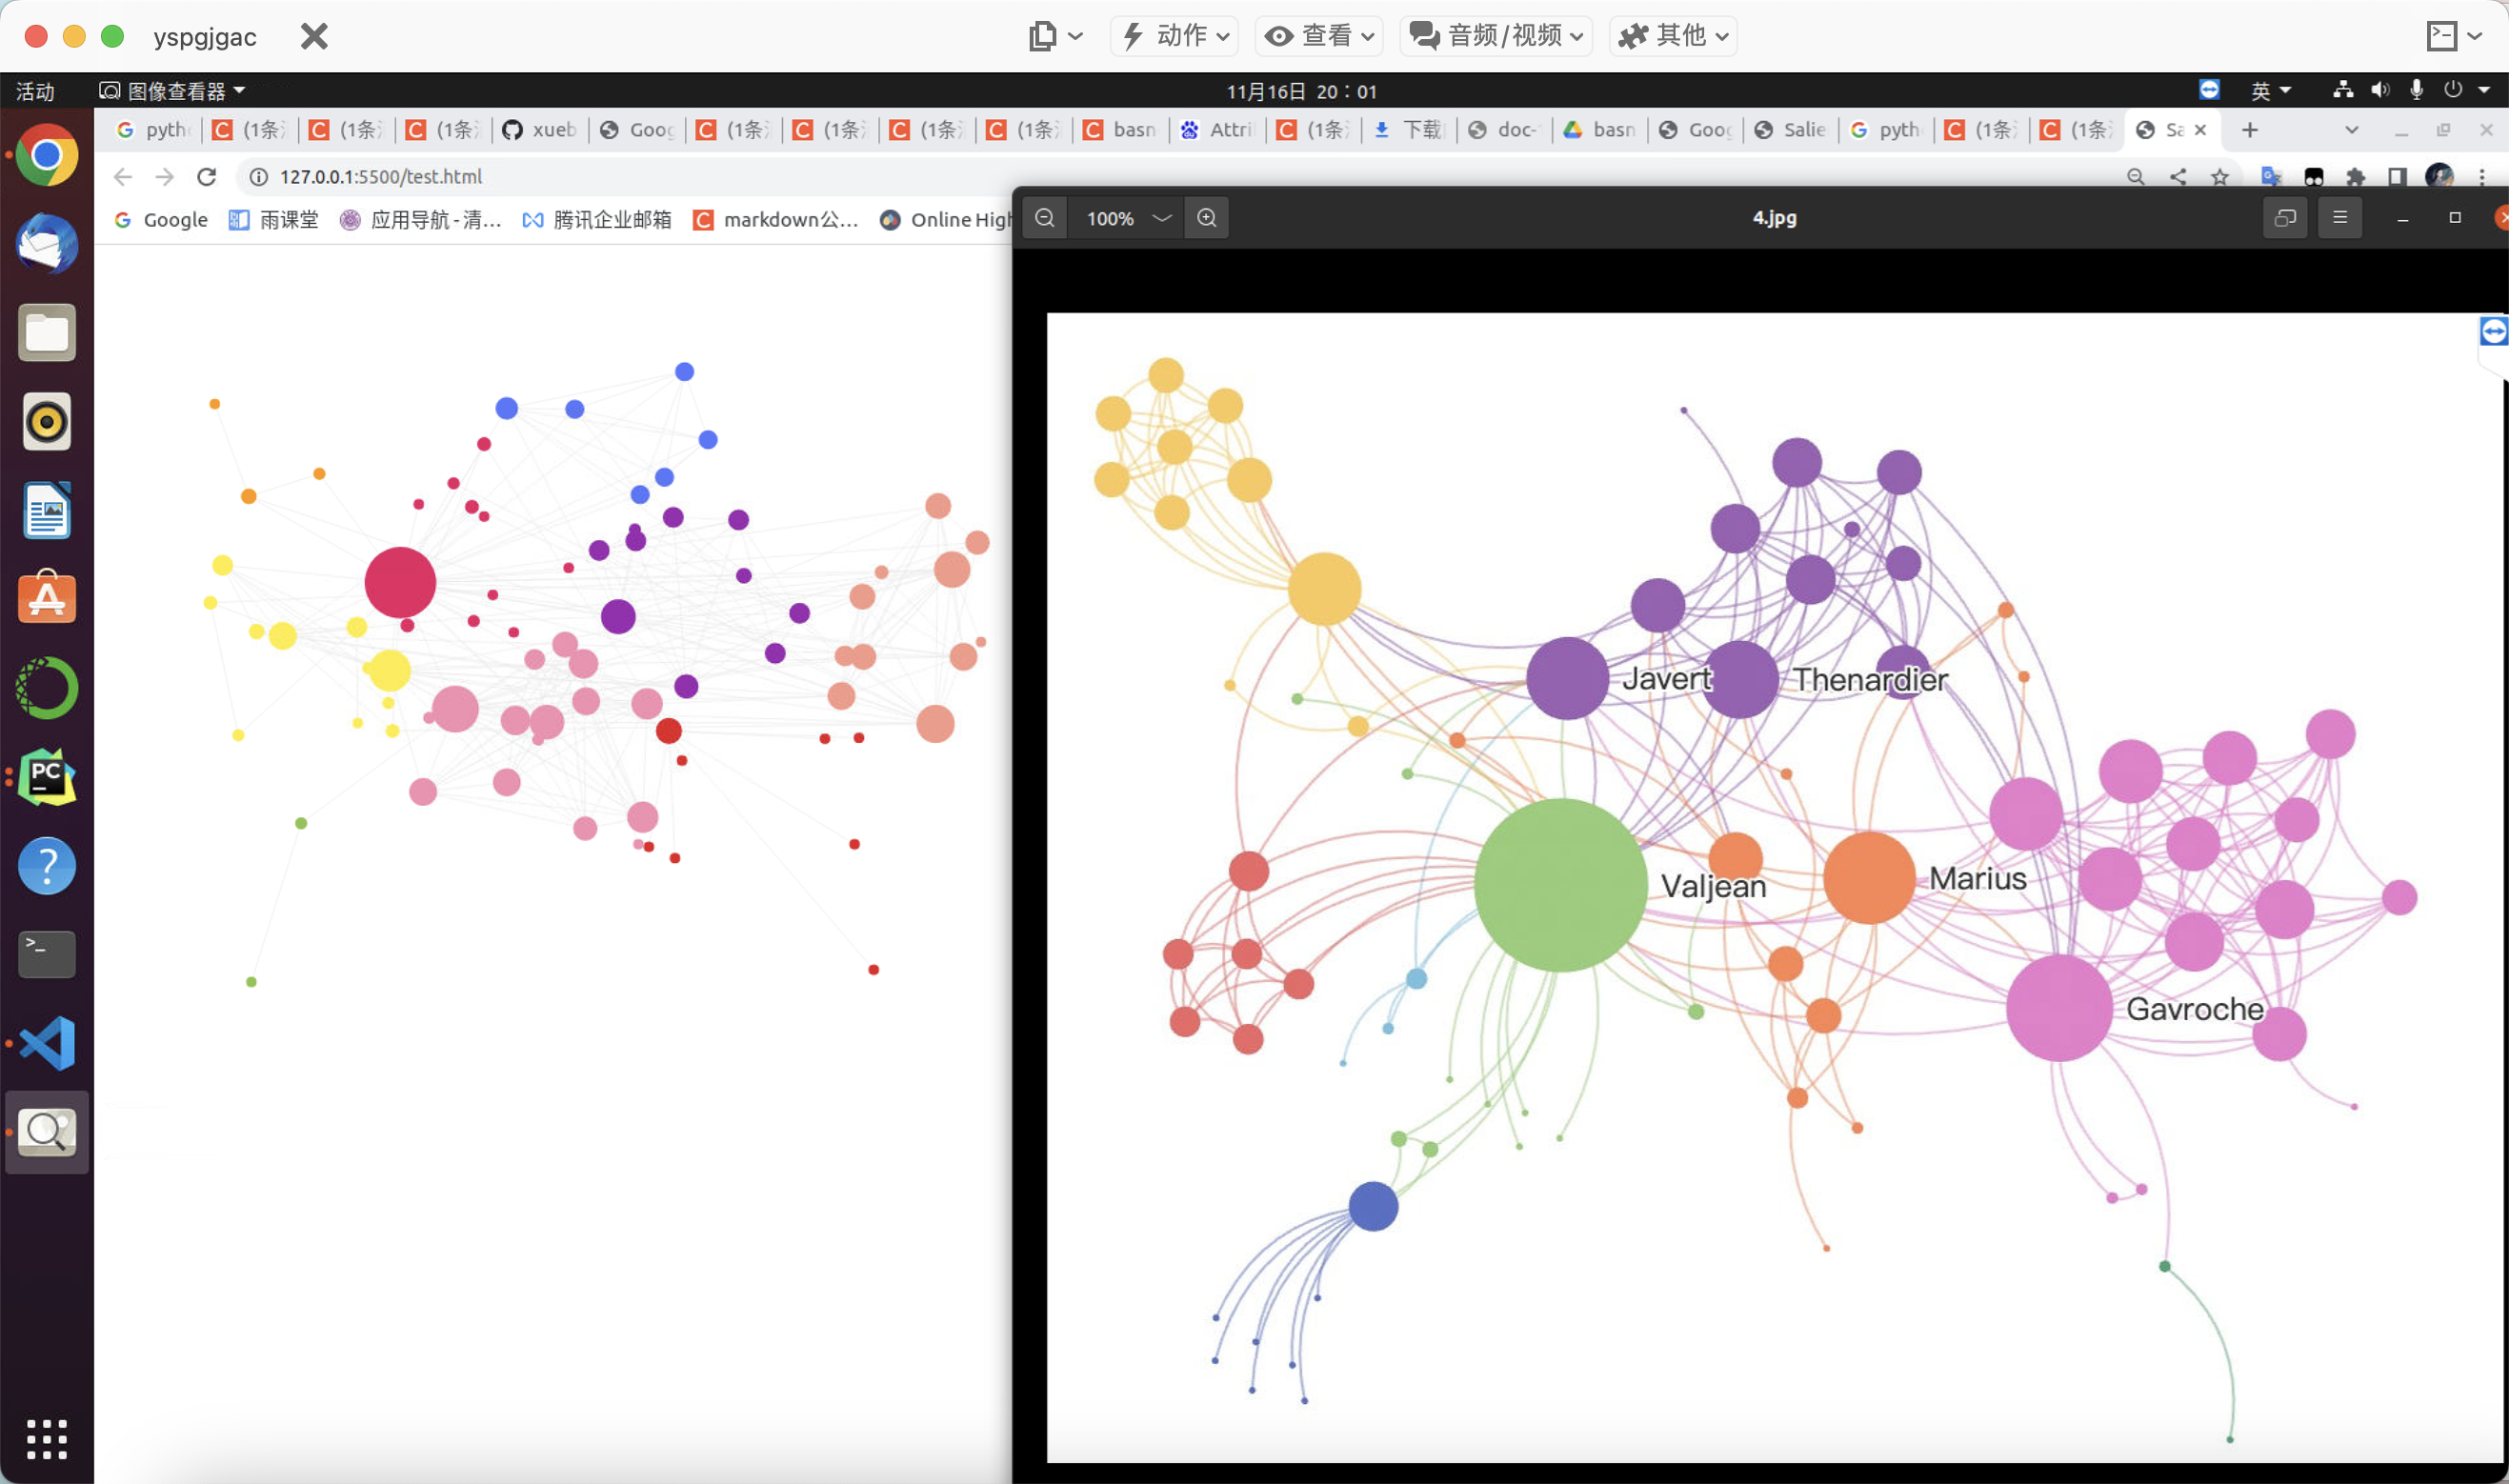 yspgjgac
动作
查看
音频/视频
其他
活动
图像查看器
11月16日 20：01
英
pyth
(1条
(1条
(1条
xueb
Goog
(1条
(1条
(1条
(1条
basn
Attri
(1条
下载
doc-
basn
Goog
Salie
pyth
(1条
(1条
Sa
127.0.0.1:5500/test.html
Google
雨课堂
应用导航 - 清...
腾讯企业邮箱
markdown公...
Online High
100%
4.jpg
Javert
Thenardier
Valjean
Marius
Gavroche
PC